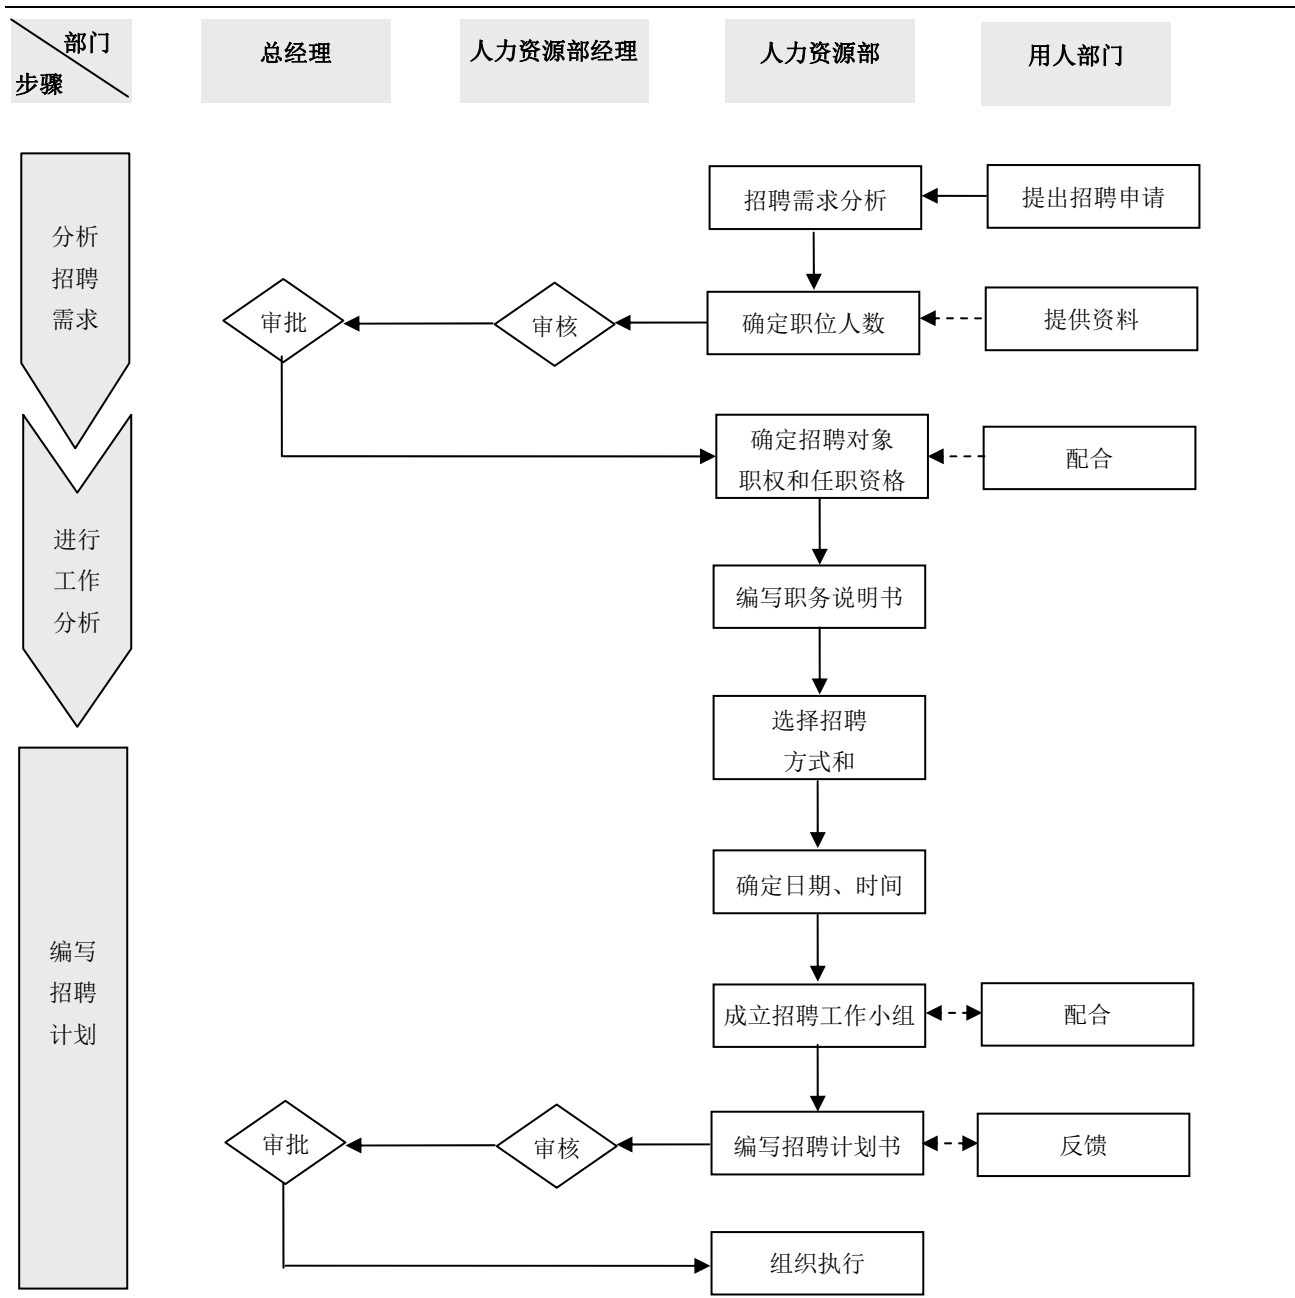 部门
步骤
总经理
人力资源部经理
人力资源部
用人部门
分析
招聘
需求
招聘需求分析
提出招聘申请
审批
审核
确定职位人数
提供资料
进行
工作
分析
确定招聘对象
职权和任职资格
配合
编写职务说明书
选择招聘
方式和
编写
招聘
计划
确定日期、时间
成立招聘工作小组
配合
审批
审核
编写招聘计划书
反馈
组织执行